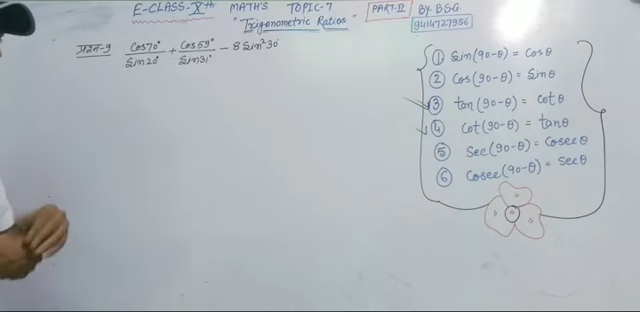 E-CLASS-Xth MATH'S TOPIC-7 PART-II BY-BSG
"Trigonometric Ratios" 9414727986
प्रश्न-9 Cos70°/Sin20° + Cos59°/Sin31° - 8 Sin²30°
① Sin(90-θ) = Cosθ
② Cos(90-θ) = Sinθ
③ tan(90-θ) = cotθ
④ Cot(90-θ) = tanθ
⑤ Sec(90-θ) = Cosecθ
⑥ Cosec(90-θ) = Secθ